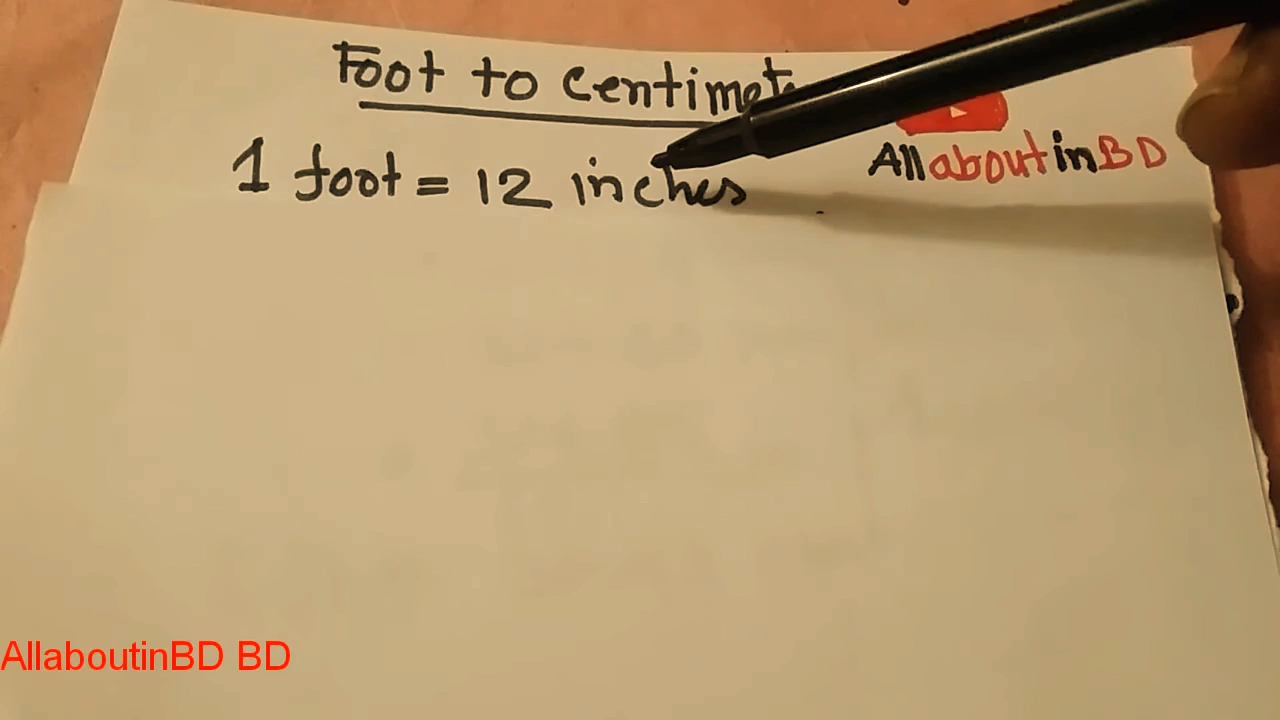 Foot to Centimet
1 foot = 12 inches
AllaboutinBD
AllaboutinBD BD